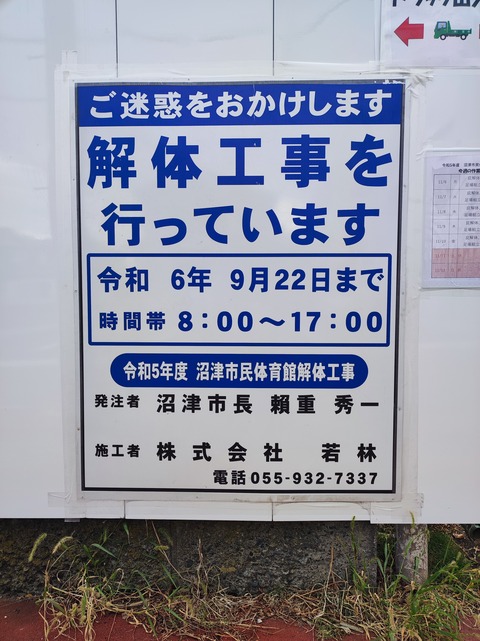 ご迷惑をおかけします
解体工事を
行っています
令和 6年 9月22日まで
時間帯 8：00〜17：00
令和5年度 沼津市民体育館解体工事
発注者 沼津市長 賴重 秀一
施工者 株式会社 若林
電話 055-932-7337